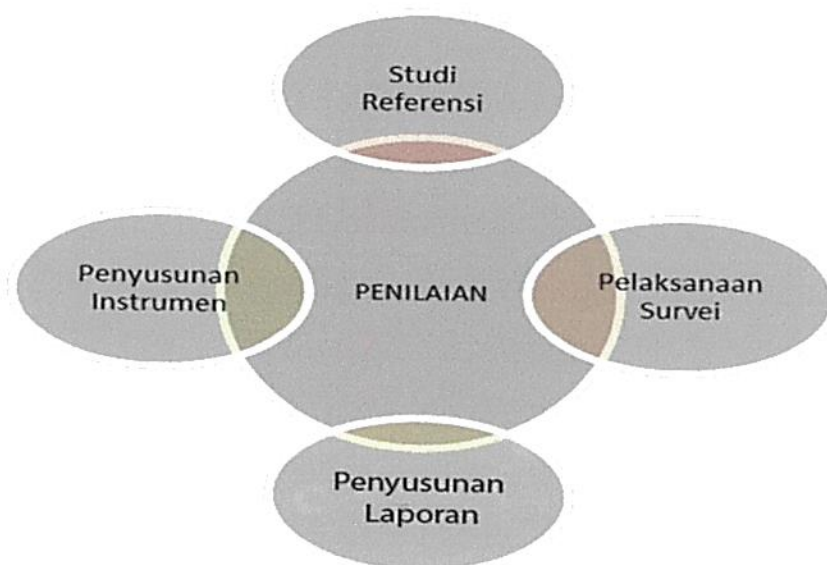 Studi
Referensi
Penyusunan
Instrumen
PENILAIAN
Pelaksanaan
Survei
Penyusunan
Laporan